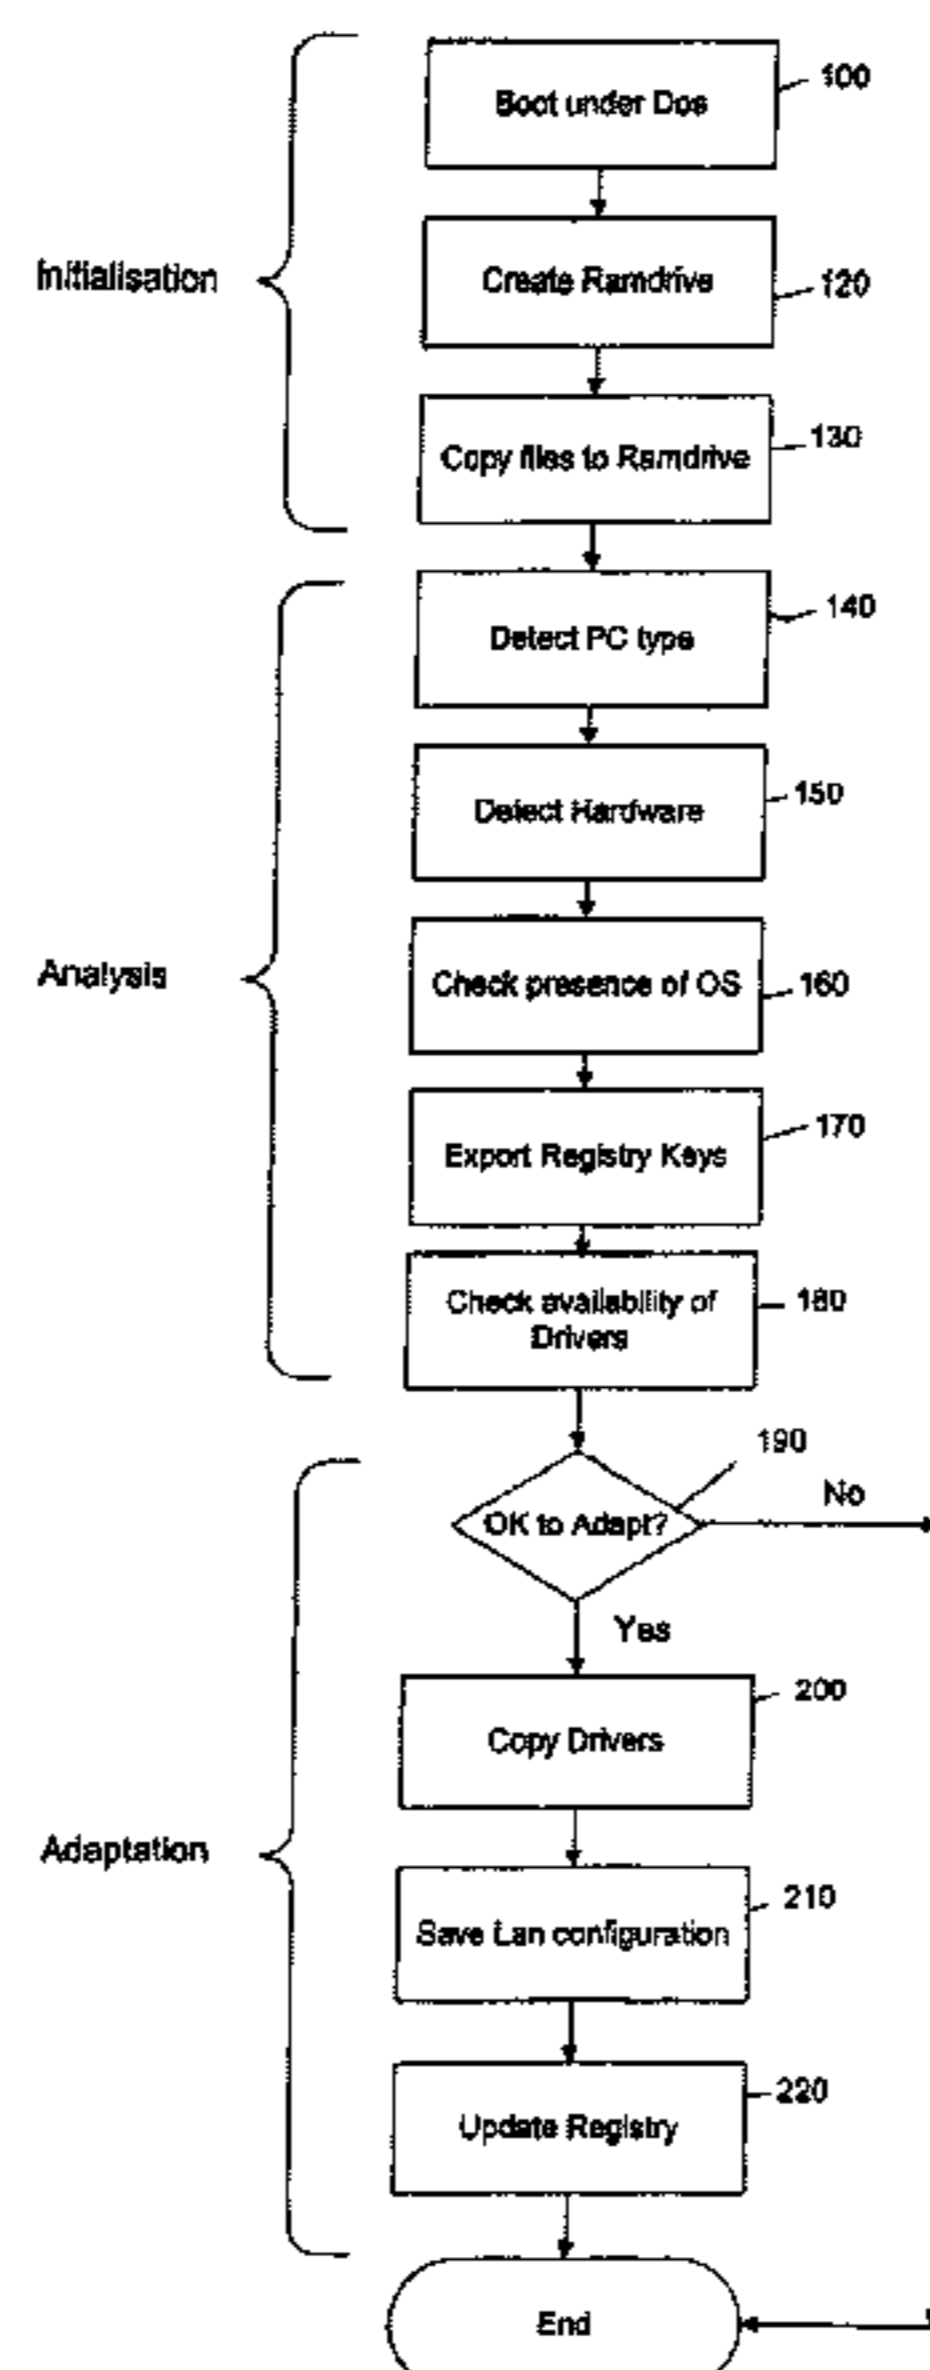 Boot under Dos
100
Initialisation
Create Ramdrive
120
Copy files to Ramdrive
130
Detect PC type
140
Detect Hardware
150
Analysis
Check presence of OS
160
Export Registry Keys
170
Check availability of
Drivers
180
190
OK to Adapt?
No
Yes
Copy Drivers
200
Adaptation
Save Lan configuration
210
Update Registry
220
End